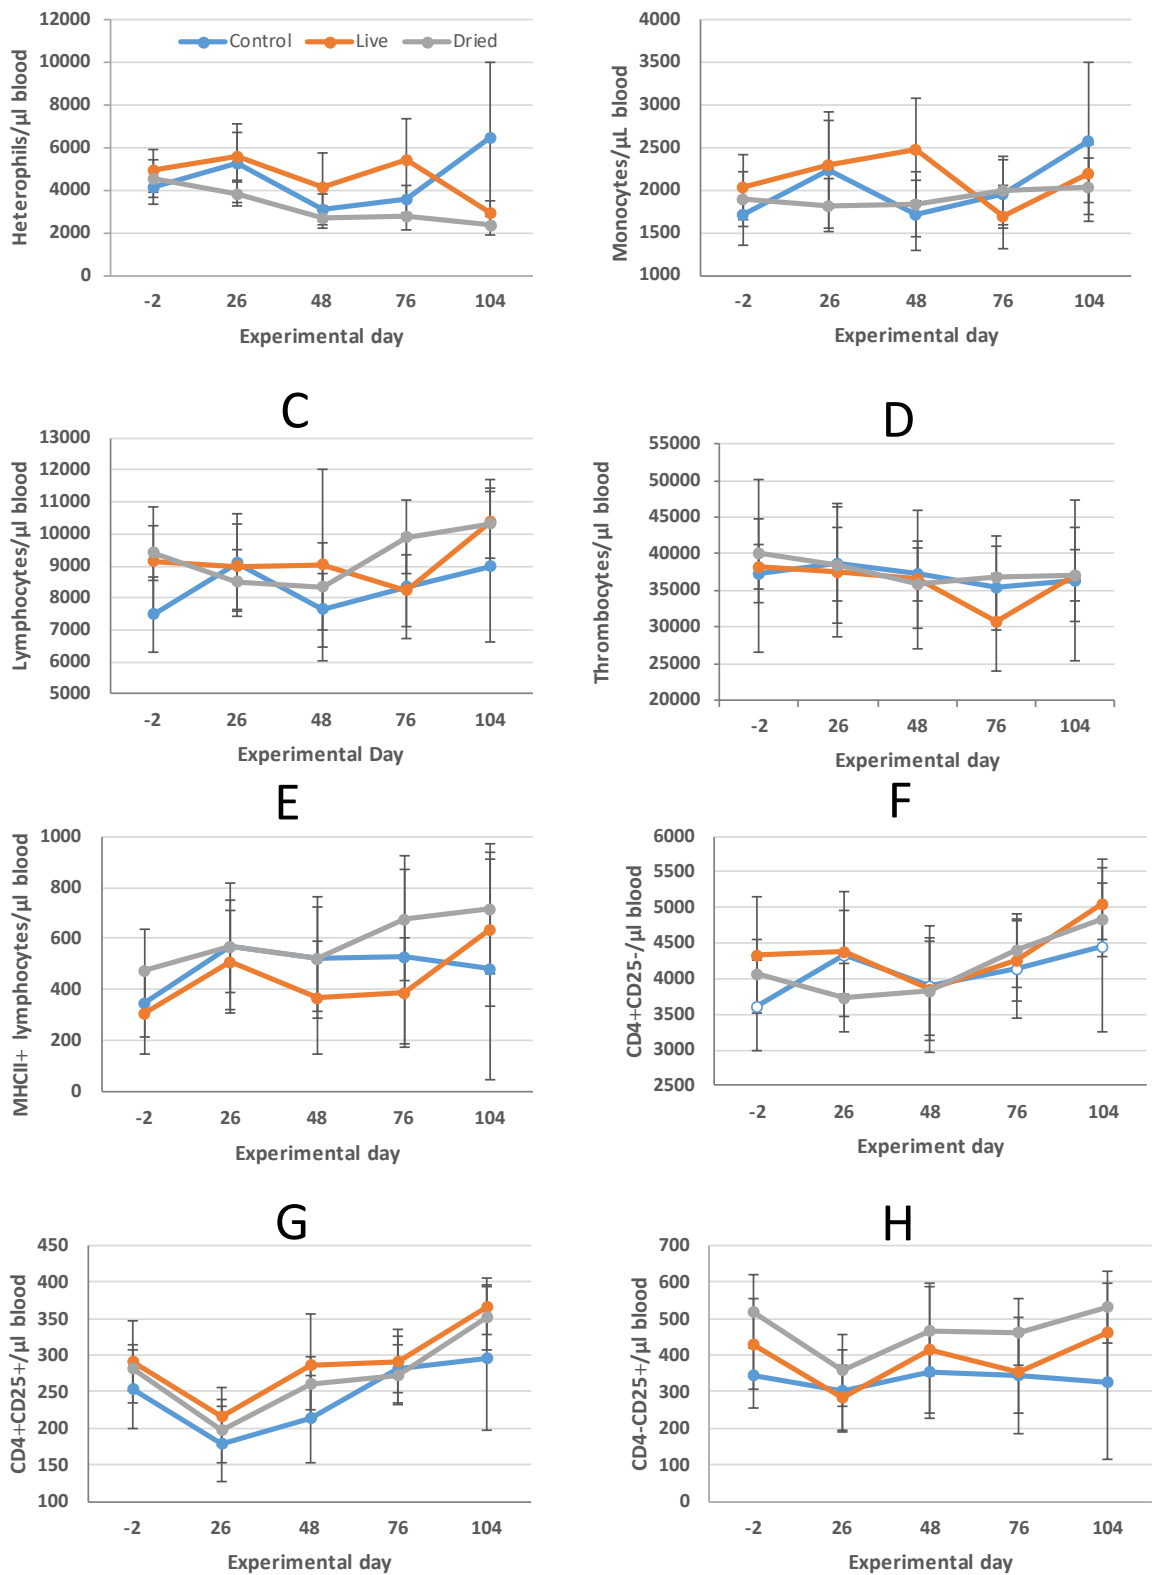 12000
10000
8000
6000
4000
2000
0
Heterophils/µl blood
Control Live Dried
-2 26 48 76 104
Experimental day
4000
3500
3000
2500
2000
1500
1000
Monocytes/µL blood
-2 26 48 76 104
Experimental day
C
13000
12000
11000
10000
9000
8000
7000
6000
5000
Lymphocytes/µl blood
-2 26 48 76 104
Experimental Day
D
55000
50000
45000
40000
35000
30000
25000
20000
Thrombocytes/µl blood
-2 26 48 76 104
Experimental day
E
1000
800
600
400
200
0
MHCII+ lymphocytes/µl blood
-2 26 48 76 104
Experimental day
F
6000
5500
5000
4500
4000
3500
3000
2500
CD4+CD25-/µl blood
-2 26 48 76 104
Experiment day
G
450
400
350
300
250
200
150
100
CD4+CD25+/µl blood
-2 26 48 76 104
Experimental day
H
700
600
500
400
300
200
100
0
CD4-CD25+/µl blood
-2 26 48 76 104
Experimental day